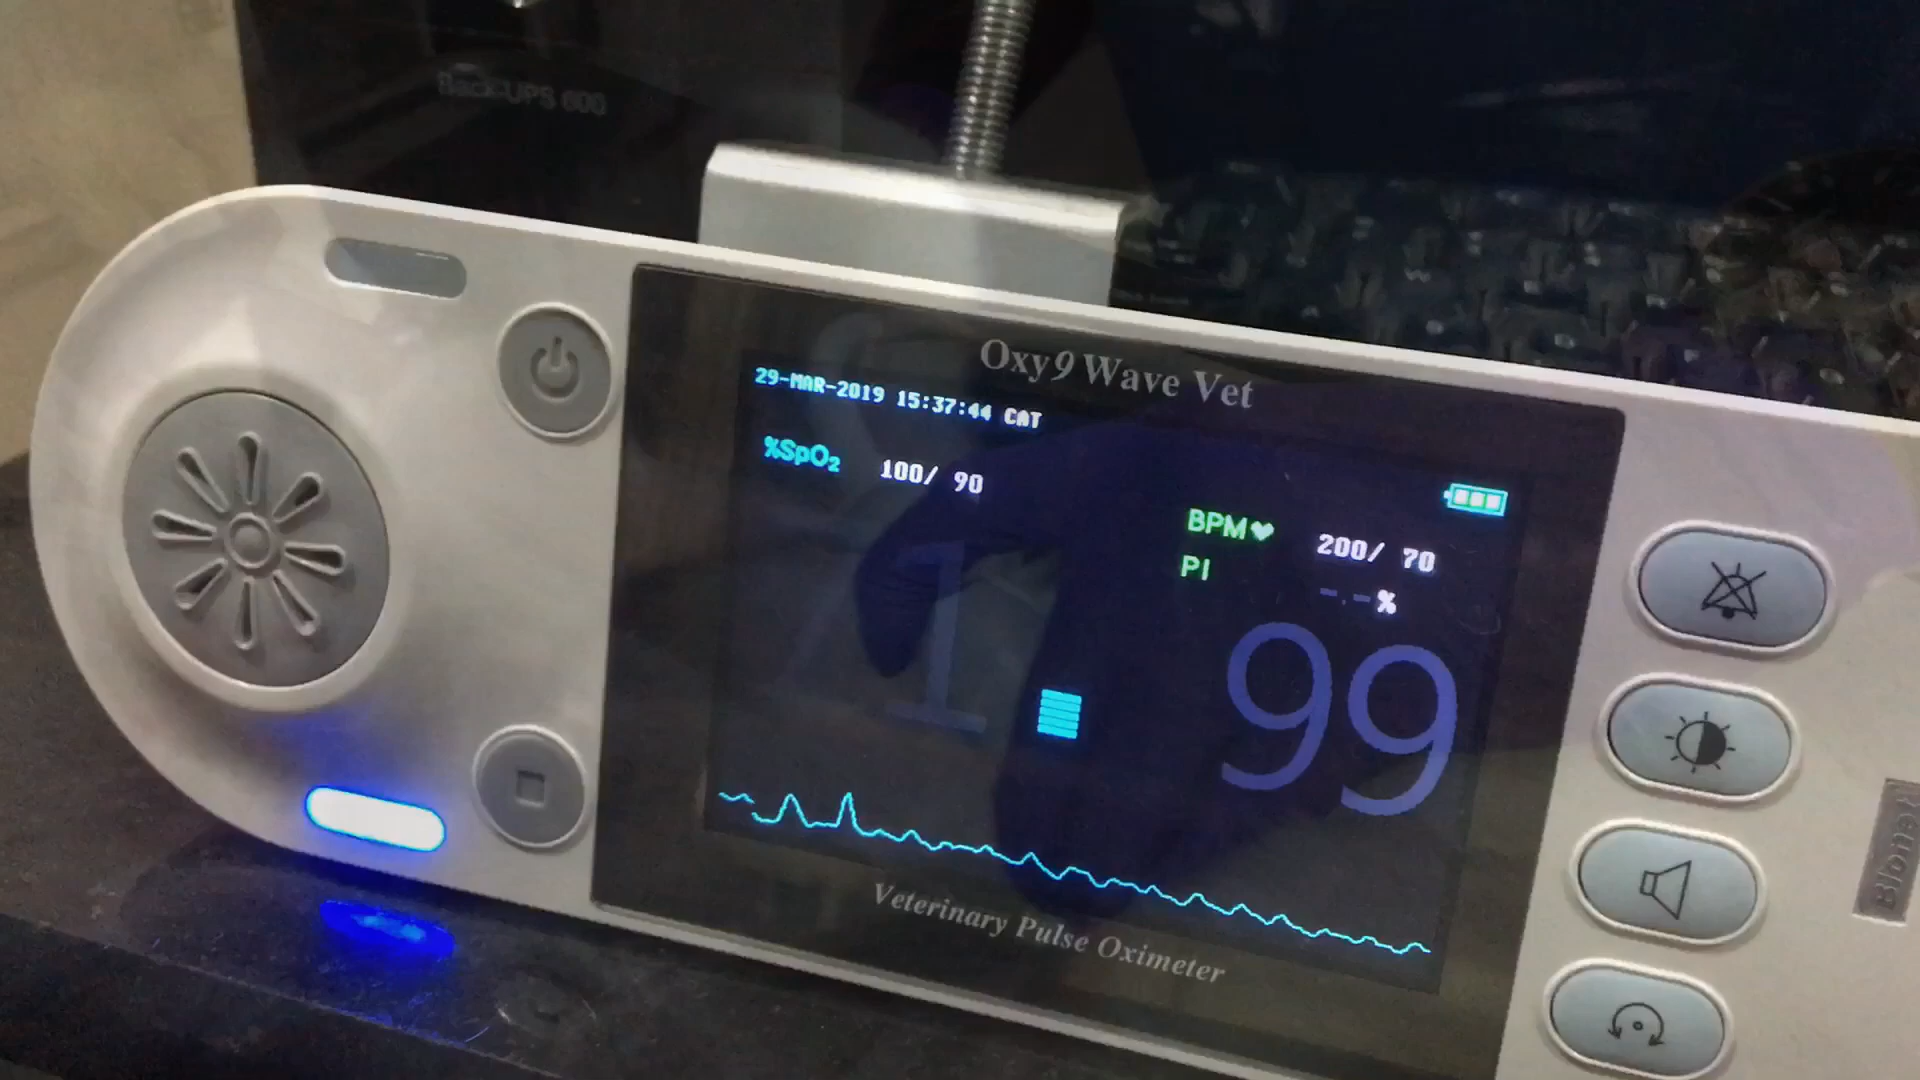 Back-UPS 600
Oxy9 Wave Vet
29-MAR-2019 15:37:44 CAT
%SpO₂ 100/ 90
BPM 200/ 70
PI -.-%
1 99
Veterinary Pulse Oximeter
Bionet